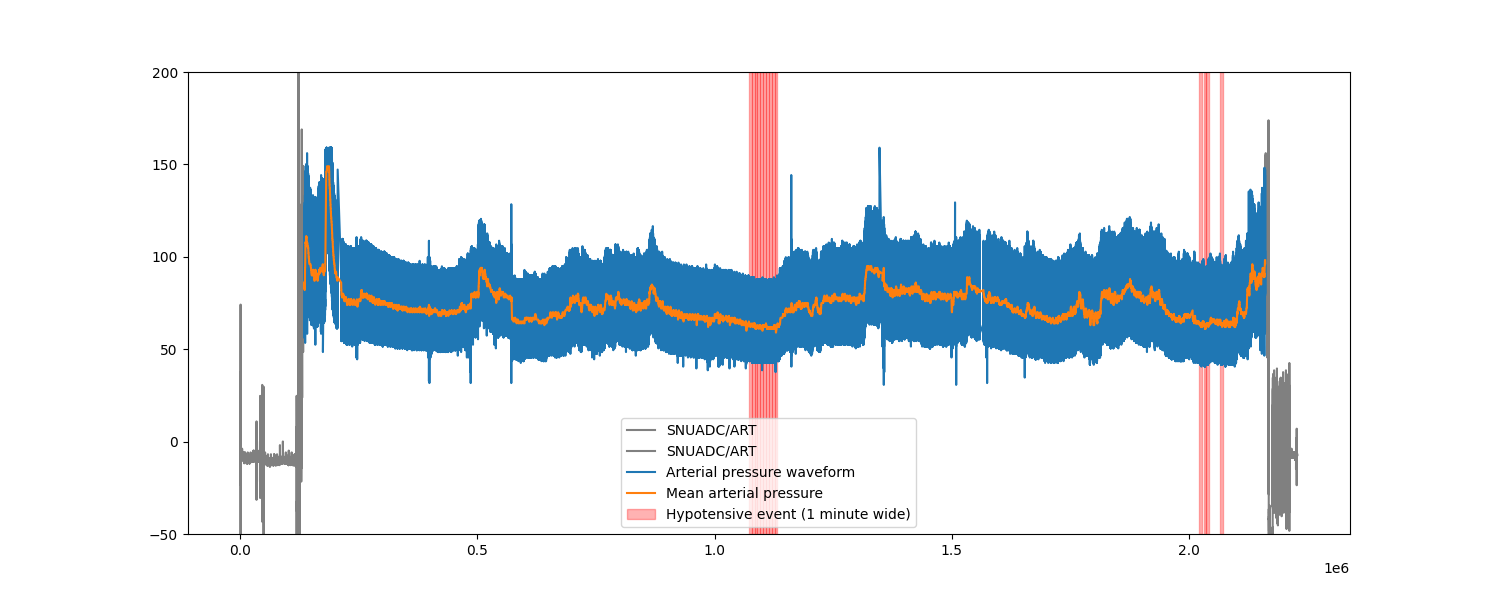 200
150
100
50
0
−50
SNUADC/ART
SNUADC/ART
Arterial pressure waveform
Mean arterial pressure
Hypotensive event (1 minute wide)
0.0 0.5 1.0 1.5 2.0
1e6